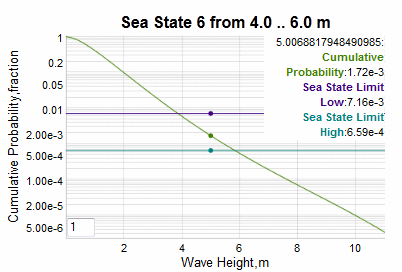 Sea State 6 from 4.0 .. 6.0 m
5.0068817948490985:
Cumulative
Probability:1.72e-3
Sea State Limit
Low:7.16e-3
Sea State Limit
High:6.59e-4
Cumulative Probability,fraction
1
0.2
0.05
0.01
2.00e-3
5.00e-4
1.00e-4
2.00e-5
5.00e-6
1
2 4 6 8 10
Wave Height,m